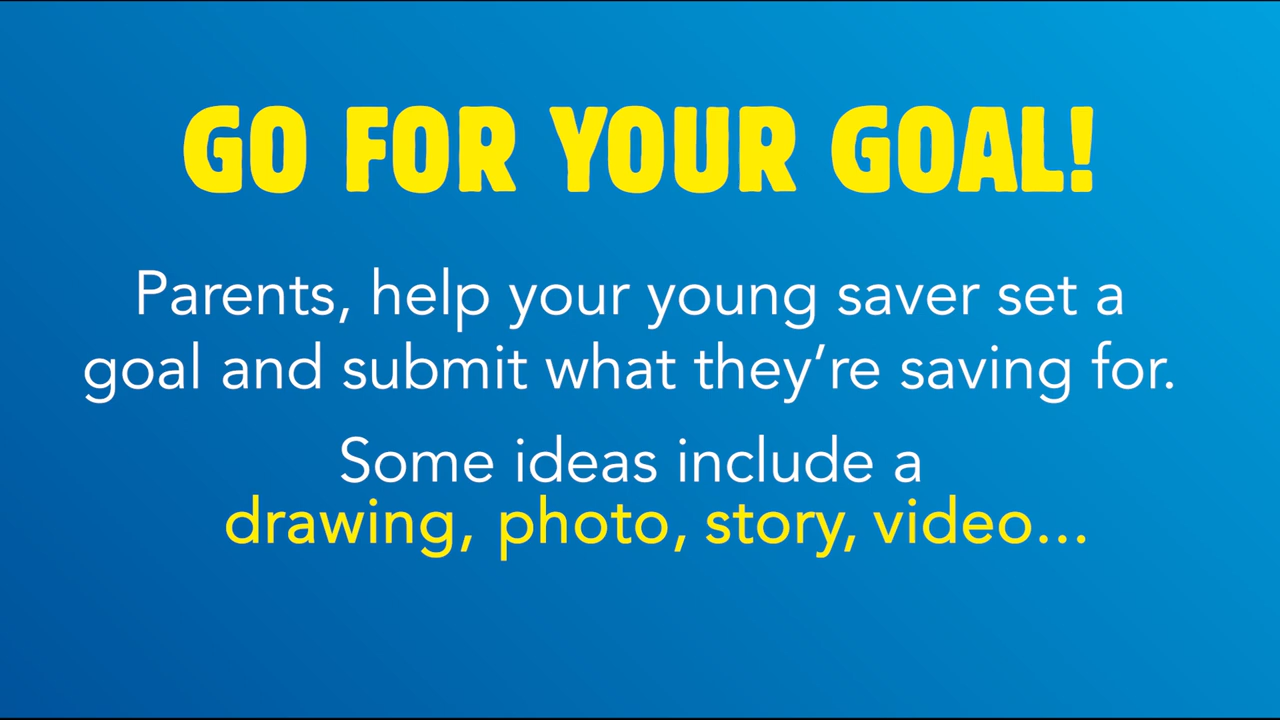 GO FOR YOUR GOAL!
Parents, help your young saver set a
goal and submit what they’re saving for.
Some ideas include a
drawing, photo, story, video...